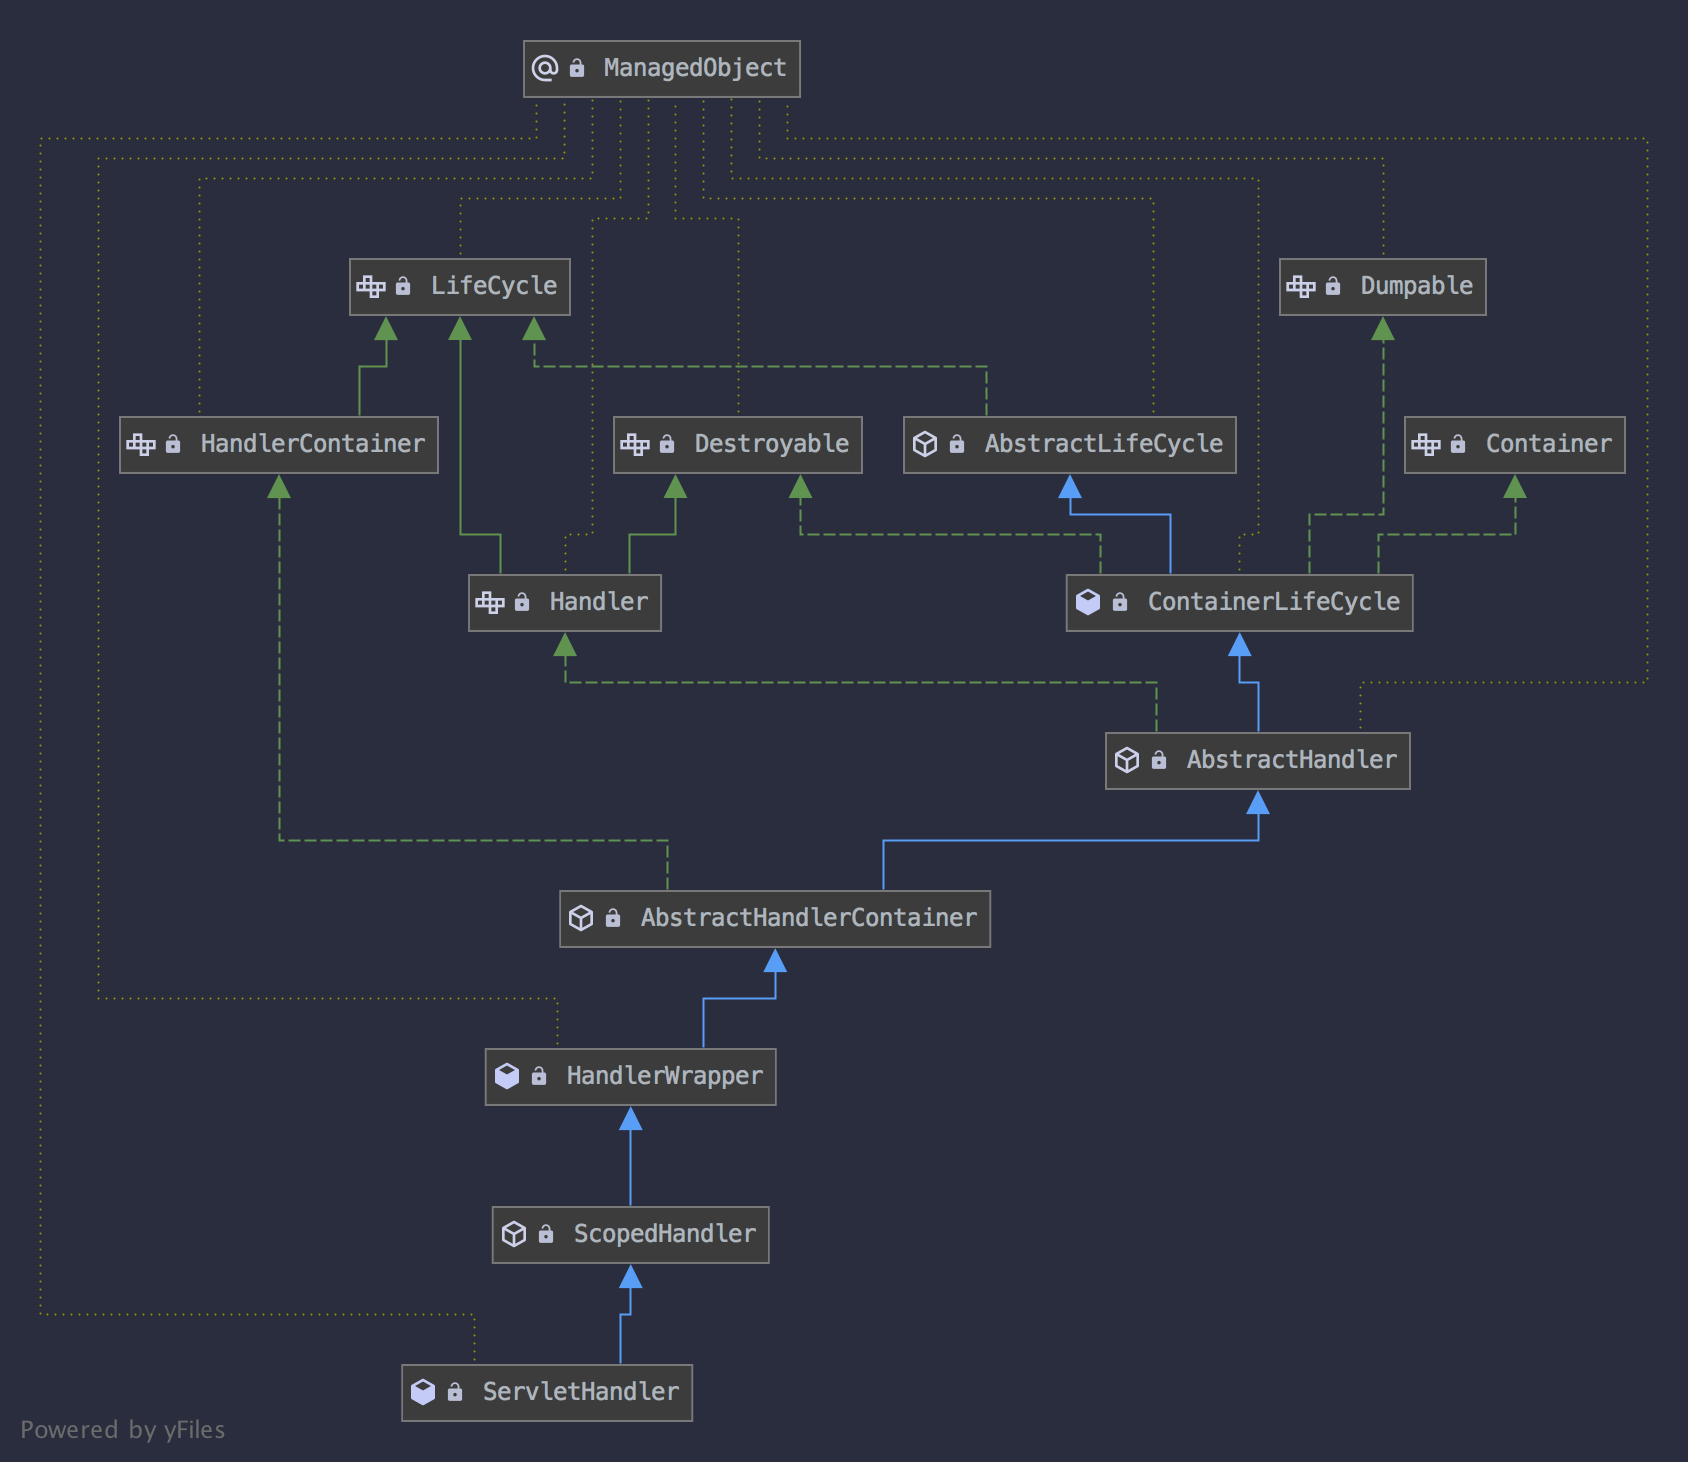 ManagedObject
LifeCycle
Dumpable
HandlerContainer
Destroyable
AbstractLifeCycle
Container
Handler
ContainerLifeCycle
AbstractHandler
AbstractHandlerContainer
HandlerWrapper
ScopedHandler
ServletHandler
Powered by yFiles